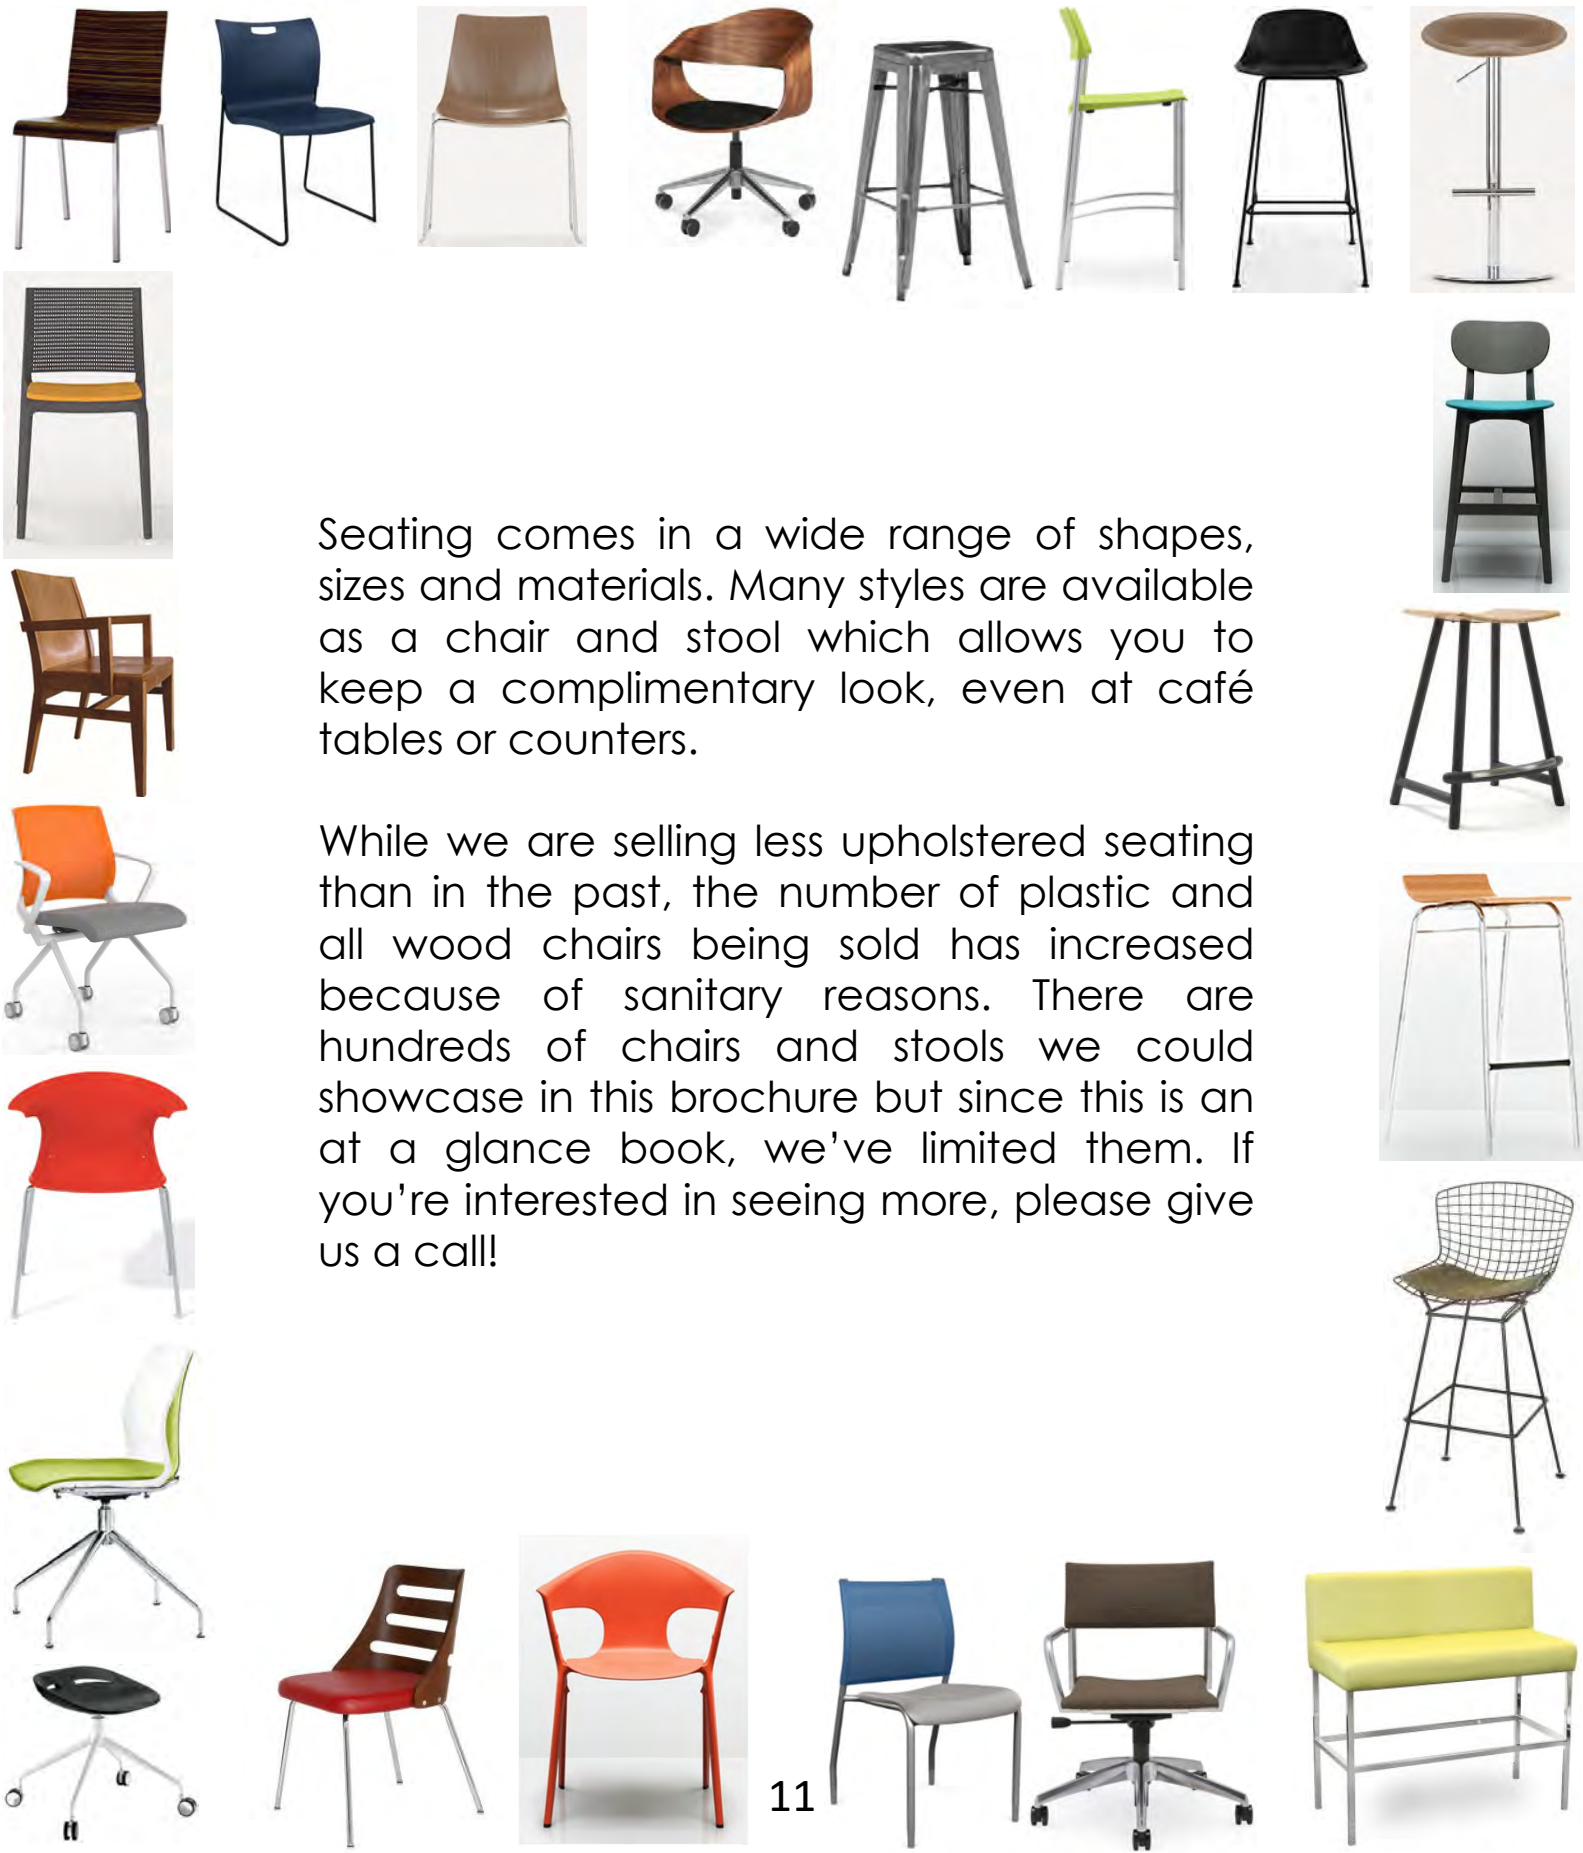 Seating comes in a wide range of shapes,
sizes and materials. Many styles are available
as a chair and stool which allows you to
keep a complimentary look, even at café
tables or counters.
While we are selling less upholstered seating
than in the past, the number of plastic and
all wood chairs being sold has increased
because of sanitary reasons. There are
hundreds of chairs and stools we could
showcase in this brochure but since this is an
at a glance book, we’ve limited them. If
you’re interested in seeing more, please give
us a call!
11